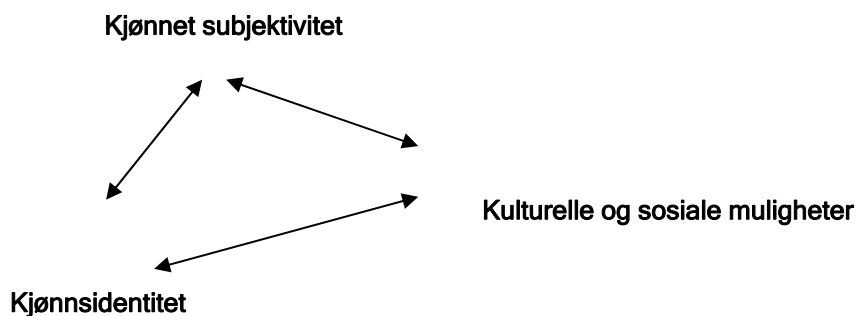 Kjønnet subjektivitet
Kulturelle og sosiale muligheter
Kjønnsidentitet